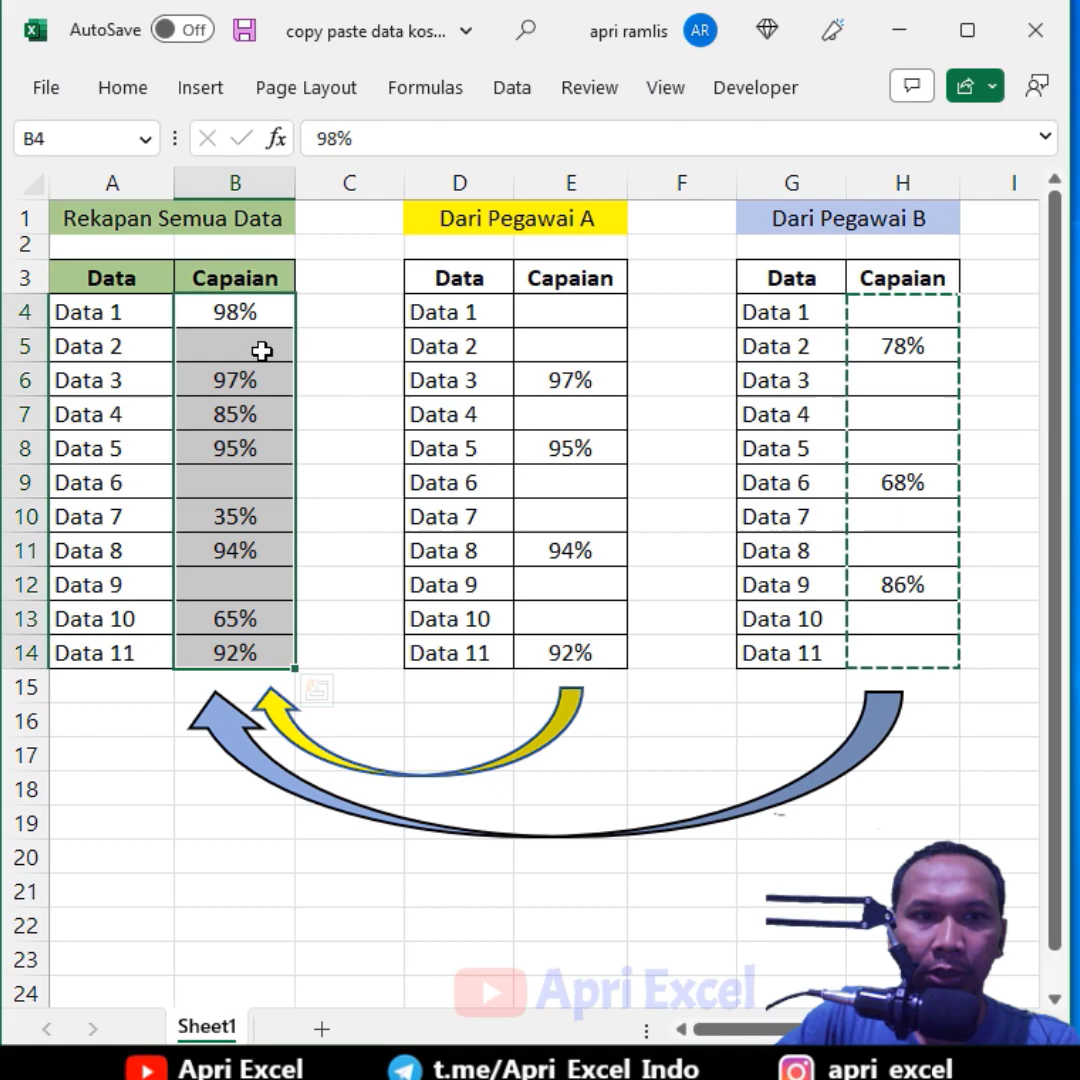 AutoSave Off copy paste data kos... apri ramlis AR
File Home Insert Page Layout Formulas Data Review View Developer
B4 fx 98%
A B C D E F G H I
1 Rekapan Semua Data Dari Pegawai A Dari Pegawai B
2
3 Data Capaian Data Capaian Data Capaian
4 Data 1 98% Data 1 Data 1
5 Data 2 Data 2 Data 2 78%
6 Data 3 97% Data 3 97% Data 3
7 Data 4 85% Data 4 Data 4
8 Data 5 95% Data 5 95% Data 5
9 Data 6 Data 6 Data 6 68%
10 Data 7 35% Data 7 Data 7
11 Data 8 94% Data 8 94% Data 8
12 Data 9 Data 9 Data 9 86%
13 Data 10 65% Data 10 Data 10
14 Data 11 92% Data 11 92% Data 11
15
16
17
18
19
20
21
22
23
24
Apri Excel
Sheet1
Apri Excel t.me/Apri_Excel_Indo apri_excel